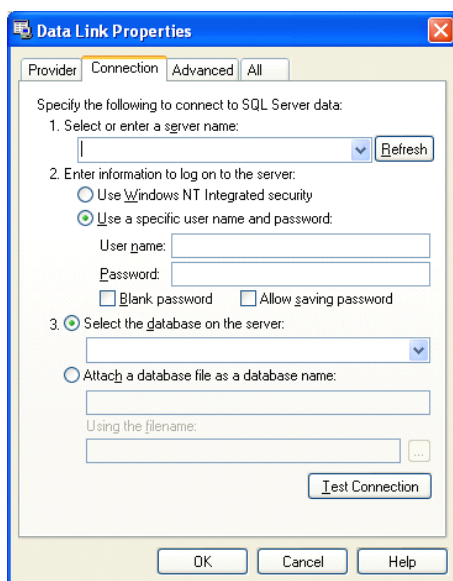 Data Link Properties
Provider Connection Advanced All
Specify the following to connect to SQL Server data:
1. Select or enter a server name:
Refresh
2. Enter information to log on to the server:
Use Windows NT Integrated security
Use a specific user name and password:
User name:
Password:
Blank password Allow saving password
3. Select the database on the server:
Attach a database file as a database name:
Using the filename:
...
Test Connection
OK Cancel Help